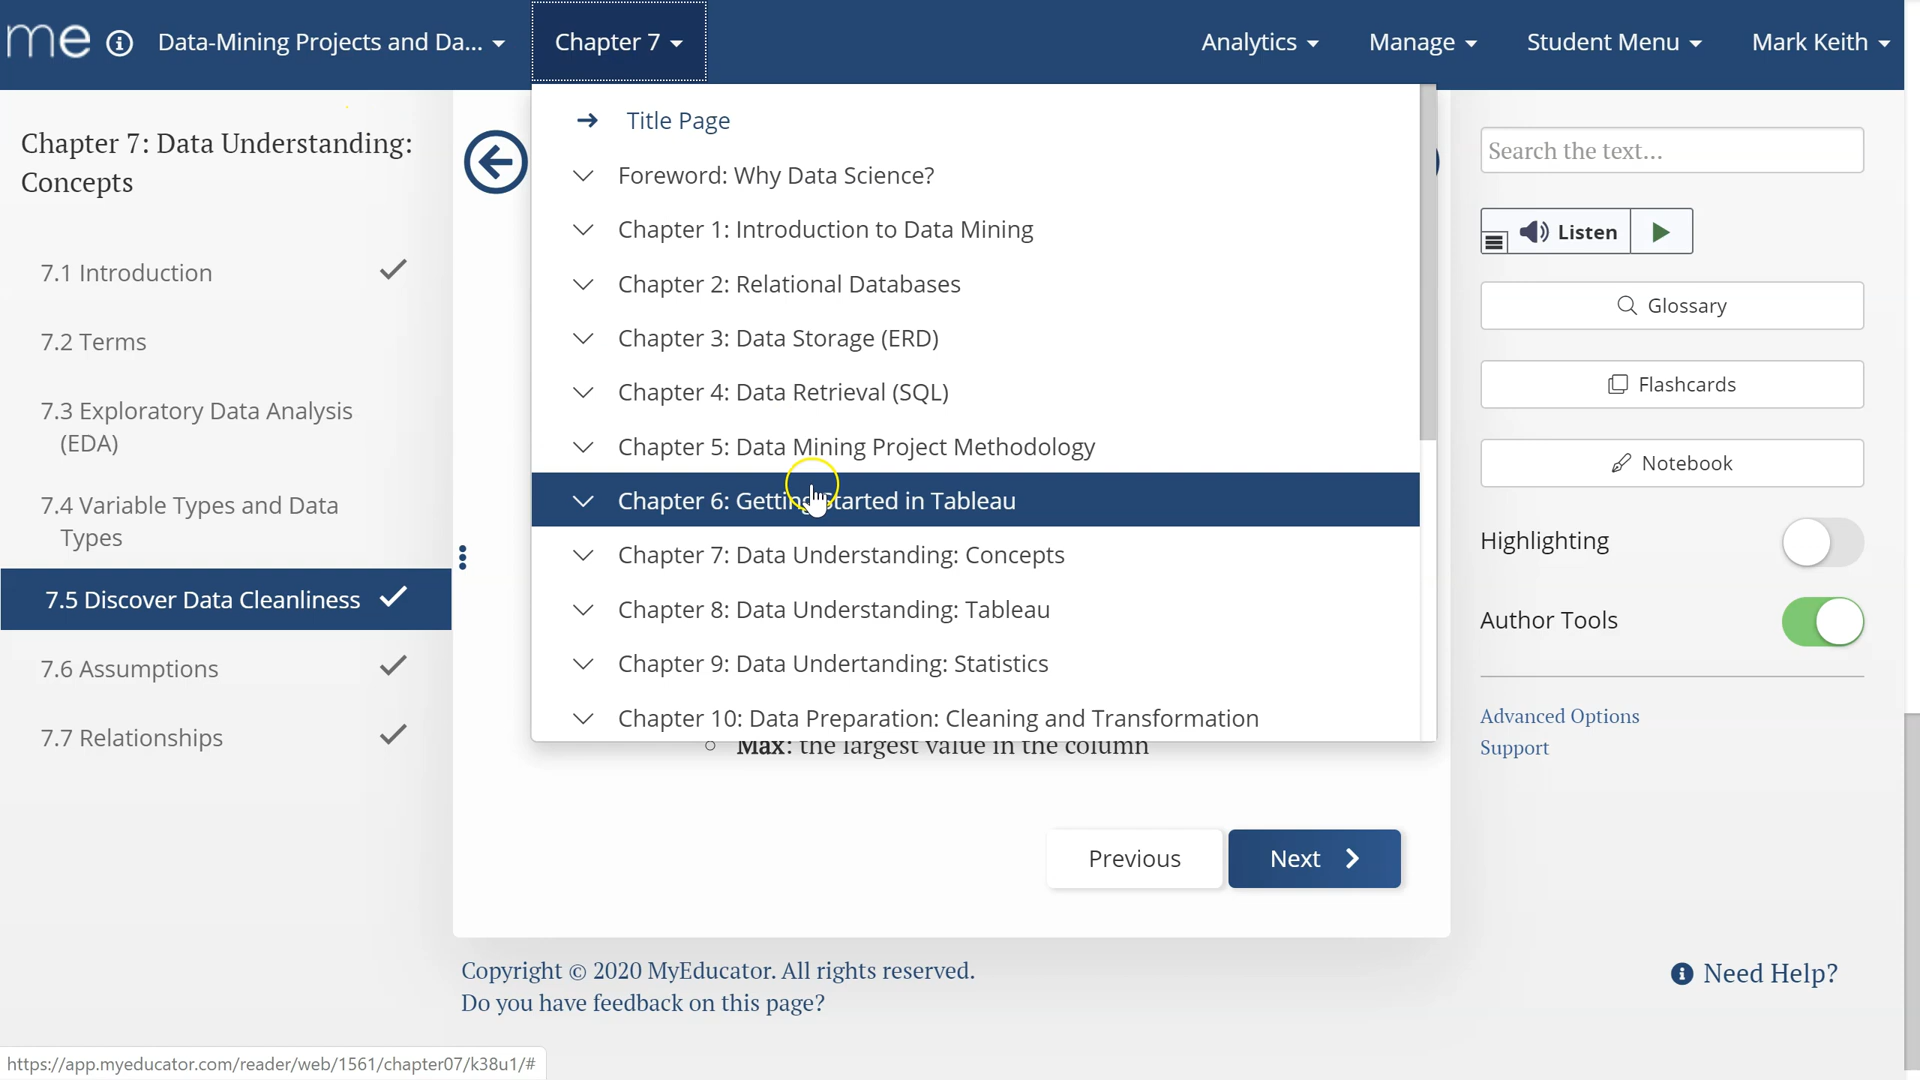 me
Data-Mining Projects and Da...
Chapter 7
Analytics
Manage
Student Menu
Mark Keith
Chapter 7: Data Understanding:
Concepts
7.1 Introduction
7.2 Terms
7.3 Exploratory Data Analysis
(EDA)
7.4 Variable Types and Data
Types
7.5 Discover Data Cleanliness
7.6 Assumptions
7.7 Relationships
Title Page
Foreword: Why Data Science?
Chapter 1: Introduction to Data Mining
Chapter 2: Relational Databases
Chapter 3: Data Storage (ERD)
Chapter 4: Data Retrieval (SQL)
Chapter 5: Data Mining Project Methodology
Chapter 6: Getting Started in Tableau
Chapter 7: Data Understanding: Concepts
Chapter 8: Data Understanding: Tableau
Chapter 9: Data Undertanding: Statistics
Chapter 10: Data Preparation: Cleaning and Transformation
Max: the largest value in the column
Previous
Next
Search the text...
Listen
Glossary
Flashcards
Notebook
Highlighting
Author Tools
Advanced Options
Support
Copyright © 2020 MyEducator. All rights reserved.
Do you have feedback on this page?
Need Help?
https://app.myeducator.com/reader/web/1561/chapter07/k38u1/#